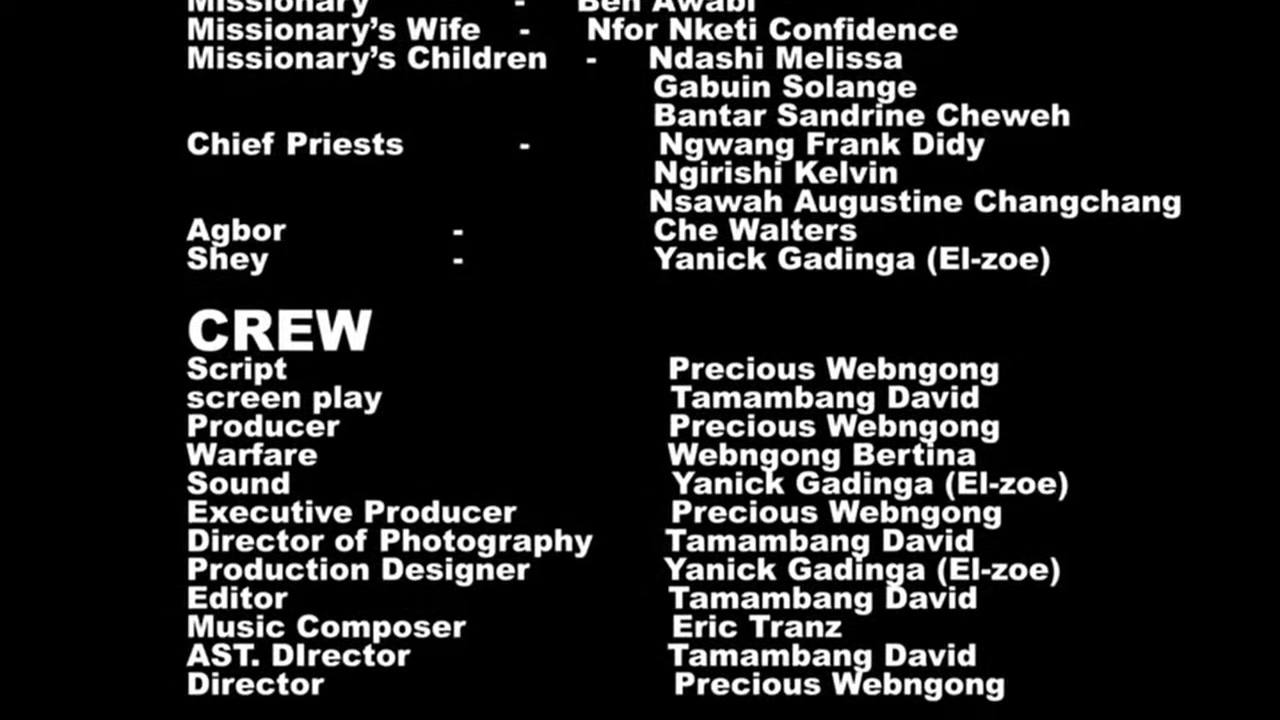 Missionary - Ben Awabi
Missionary's Wife - Nfor Nketi Confidence
Missionary's Children - Ndashi Melissa
Gabuin Solange
Bantar Sandrine Cheweh
Chief Priests - Ngwang Frank Didy
Ngirishi Kelvin
Nsawah Augustine Changchang
Agbor - Che Walters
Shey - Yanick Gadinga (El-zoe)
CREW
Script Precious Webngong
screen play Tamambang David
Producer Precious Webngong
Warfare Webngong Bertina
Sound Yanick Gadinga (El-zoe)
Executive Producer Precious Webngong
Director of Photography Tamambang David
Production Designer Yanick Gadinga (El-zoe)
Editor Tamambang David
Music Composer Eric Tranz
AST. DIrector Tamambang David
Director Precious Webngong